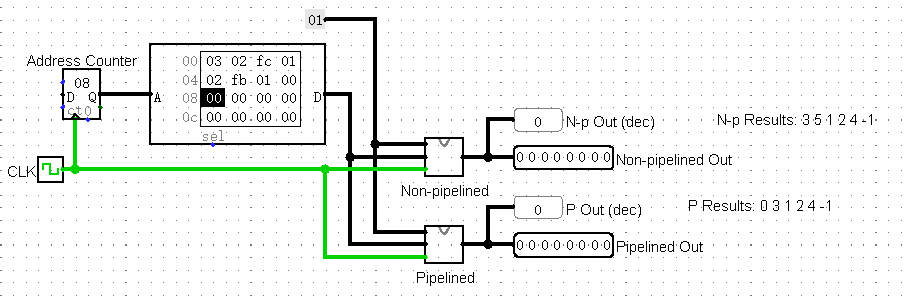 01
Address Counter
00 03 02 fc 01
04 02 fb 01 00
08 00 00 00 00
0c 00 00 00 00
08
D Q
ct0
A
D
sel
CLK
0
N-p Out (dec)
N-p Results: 3 5 1 2 4 -1
0 0 0 0 0 0 0 0
Non-pipelined Out
Non-pipelined
0
P Out (dec)
P Results: 0 3 1 2 4 -1
0 0 0 0 0 0 0 0
Pipelined Out
Pipelined